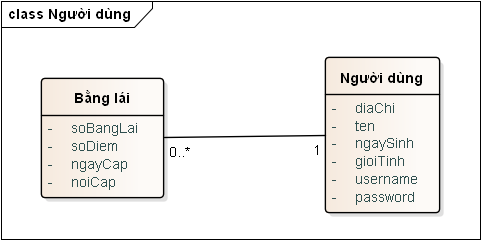 class Người dùng
Bằng lái
- soBangLai
- soDiem
- ngayCap
- noiCap
0..*
1
Người dùng
- diaChi
- ten
- ngaySinh
- gioiTinh
- username
- password